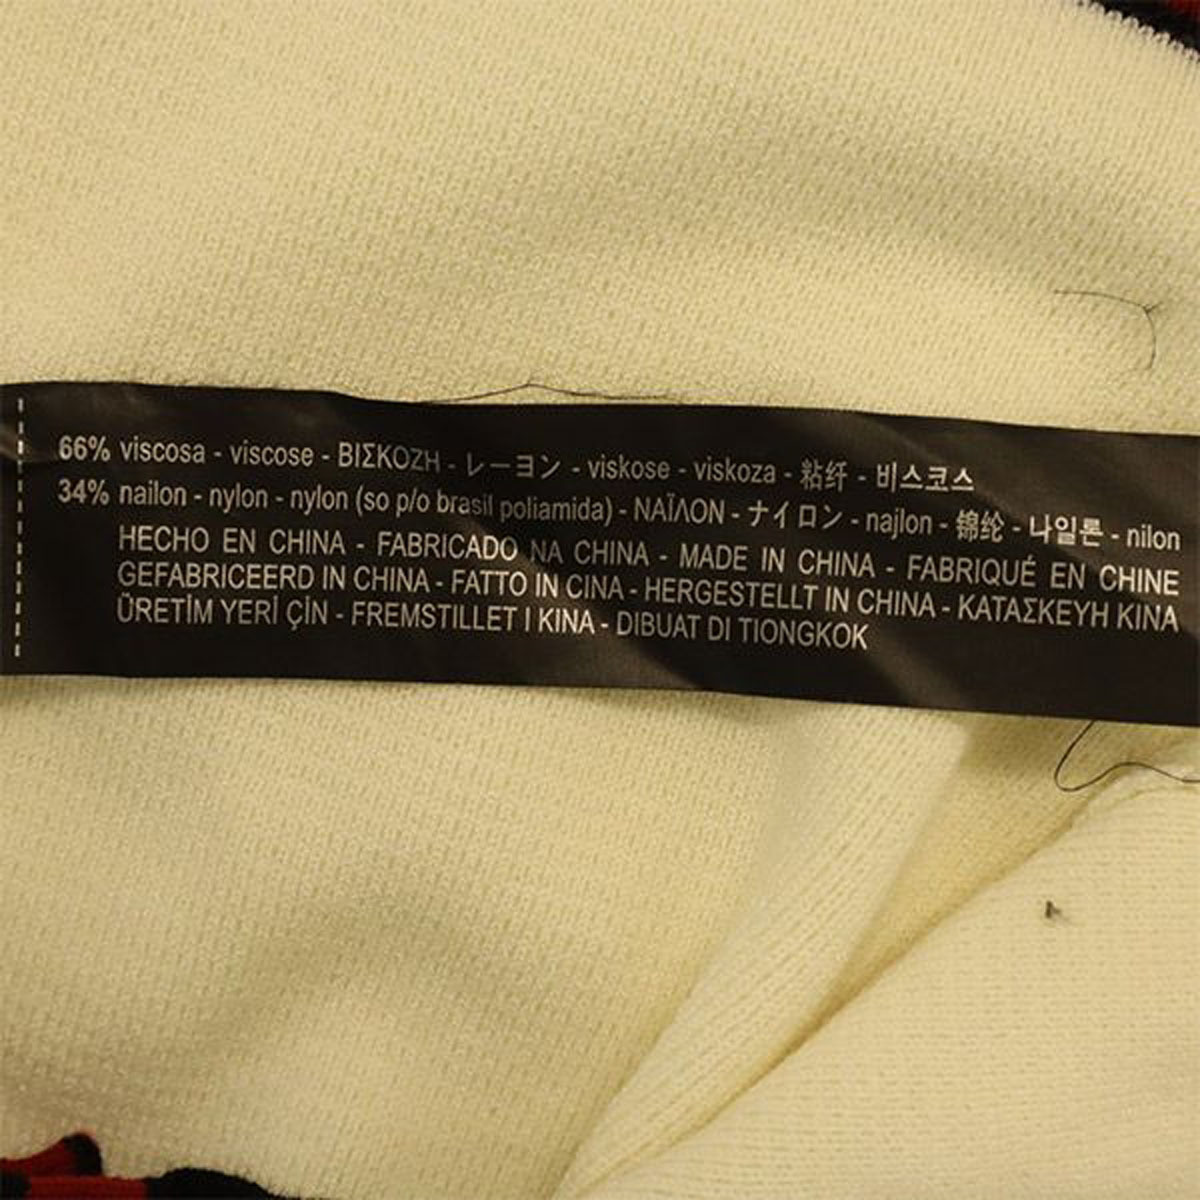 66% viscosa - viscose - ΒΙΣΚΟΖΗ - レーヨン - viskose - viskoza - 粘纤 - 비스코스
34% nailon - nylon - nylon (so p/o brasil poliamida) - ΝΑΪΛΟΝ - ナイロン - najlon - 锦纶 - 나일론 - nilon
HECHO EN CHINA - FABRICADO NA CHINA - MADE IN CHINA - FABRIQUÉ EN CHINE
GEFABRICEERD IN CHINA - FATTO IN CINA - HERGESTELLT IN CHINA - ΚΑΤΑΣΚΕΥΗ ΚΙΝΑ
ÜRETİM YERİ ÇİN - FREMSTILLET I KINA - DIBUAT DI TIONGKOK